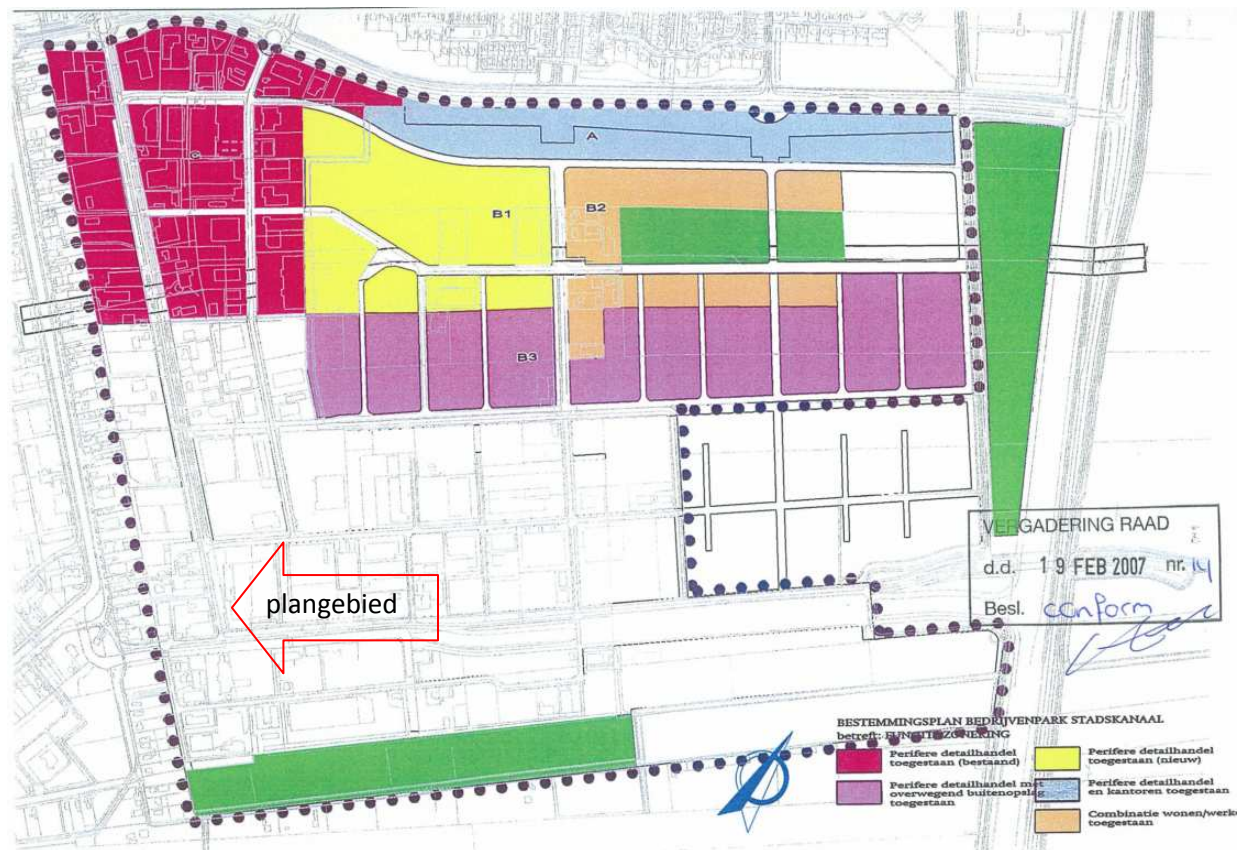 A
C
B1
B2
B3
VERGADERING RAAD
d.d. 19 FEB 2007 nr. 14
Besl. conform
plangebied
BESTEMMINGSPLAN BEDRIJVENPARK STADSKANAAL
betreft: FUNCTIEZONERING
Perifere detailhandel
toegestaan (bestaand)
Perifere detailhandel met
overwegend buitenopslag
toegestaan
Perifere detailhandel
toegestaan (nieuw)
Perifere detailhandel
en kantoren toegestaan
Combinatie wonen/werke
toegestaan